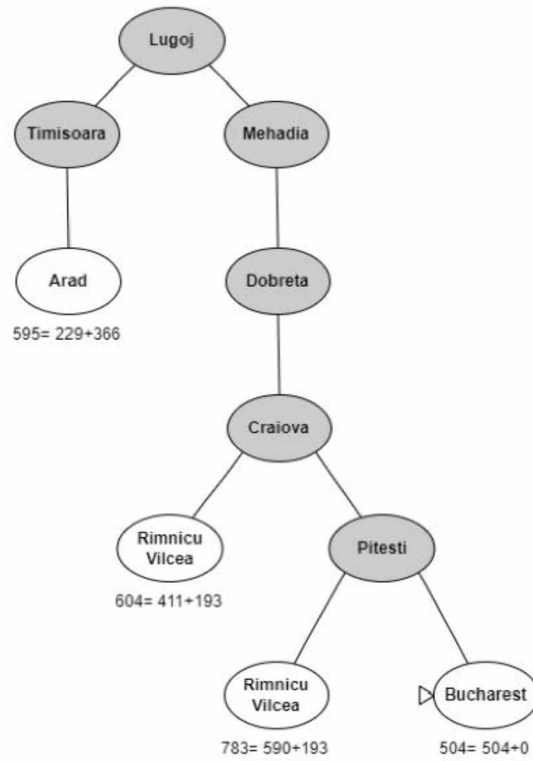 Lugoj
Timisoara
Mehadia
Arad
595= 229+366
Dobreta
Craiova
Rimnicu
Vilcea
604= 411+193
Pitesti
Rimnicu
Vilcea
783= 590+193
Bucharest
504= 504+0